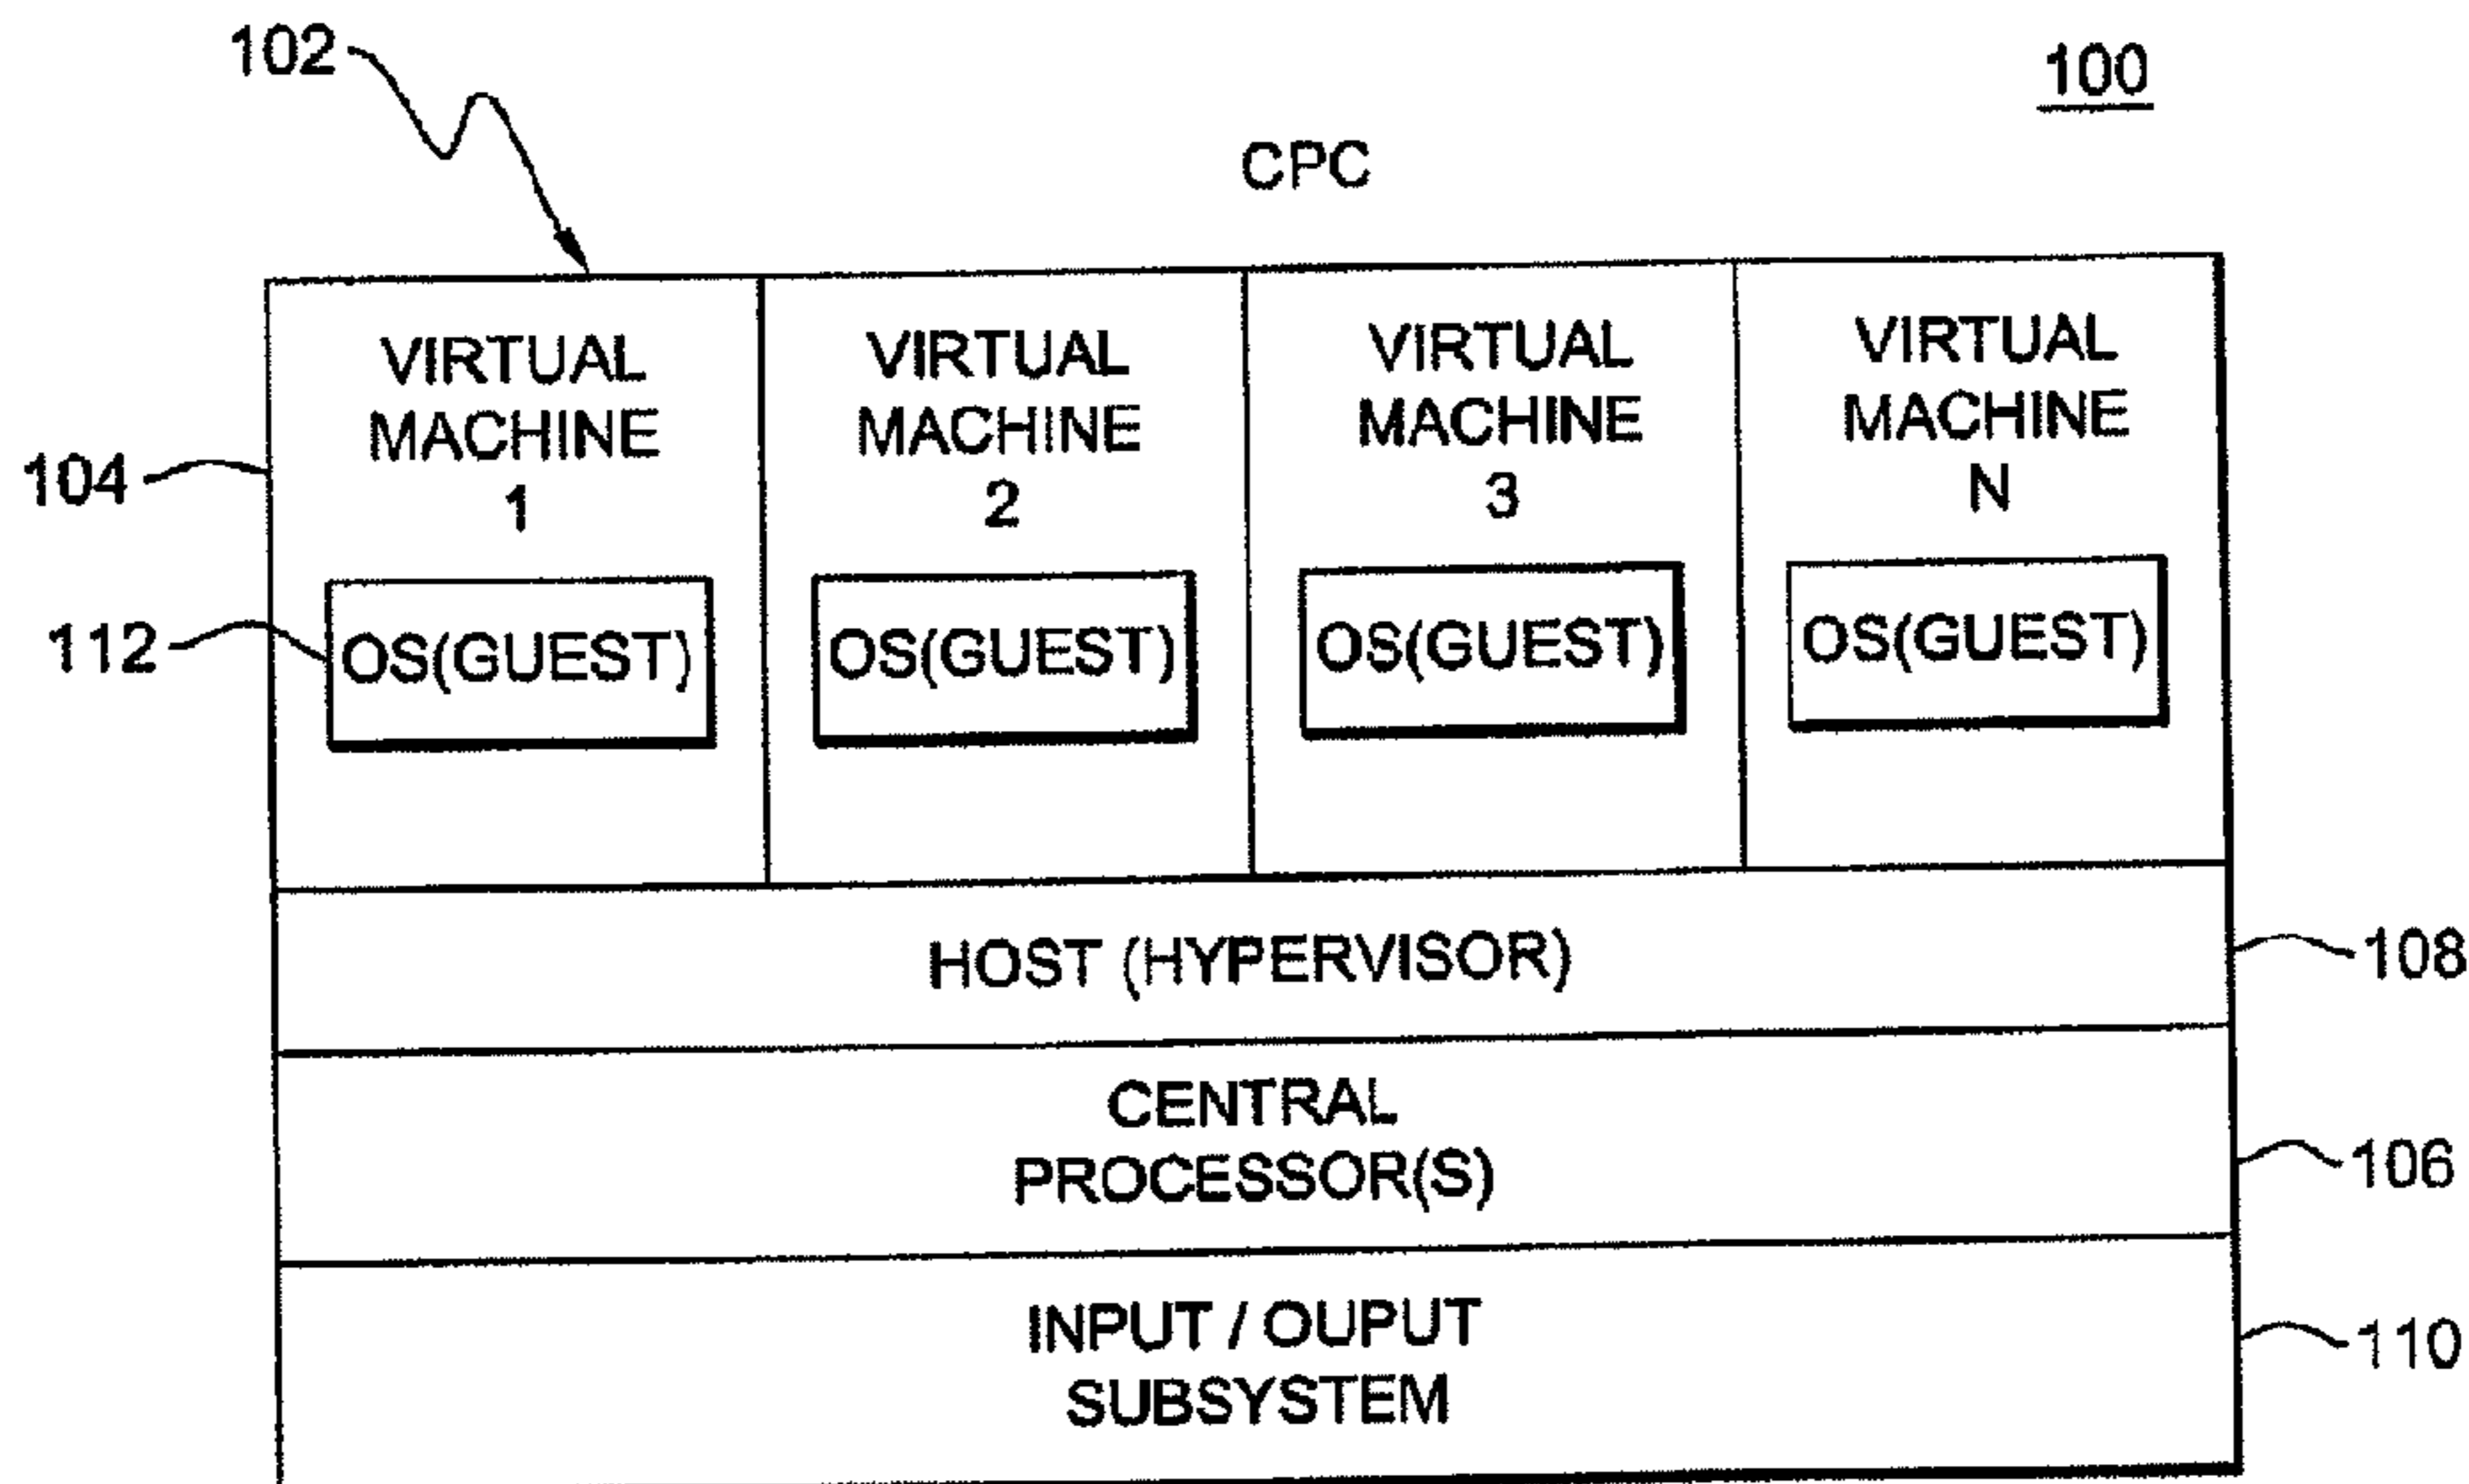 102
100
CPC
VIRTUAL MACHINE 1
VIRTUAL MACHINE 2
VIRTUAL MACHINE 3
VIRTUAL MACHINE N
104
112
OS(GUEST)
OS(GUEST)
OS(GUEST)
OS(GUEST)
HOST (HYPERVISOR)
108
CENTRAL
PROCESSOR(S)
106
INPUT / OUPUT
SUBSYSTEM
110